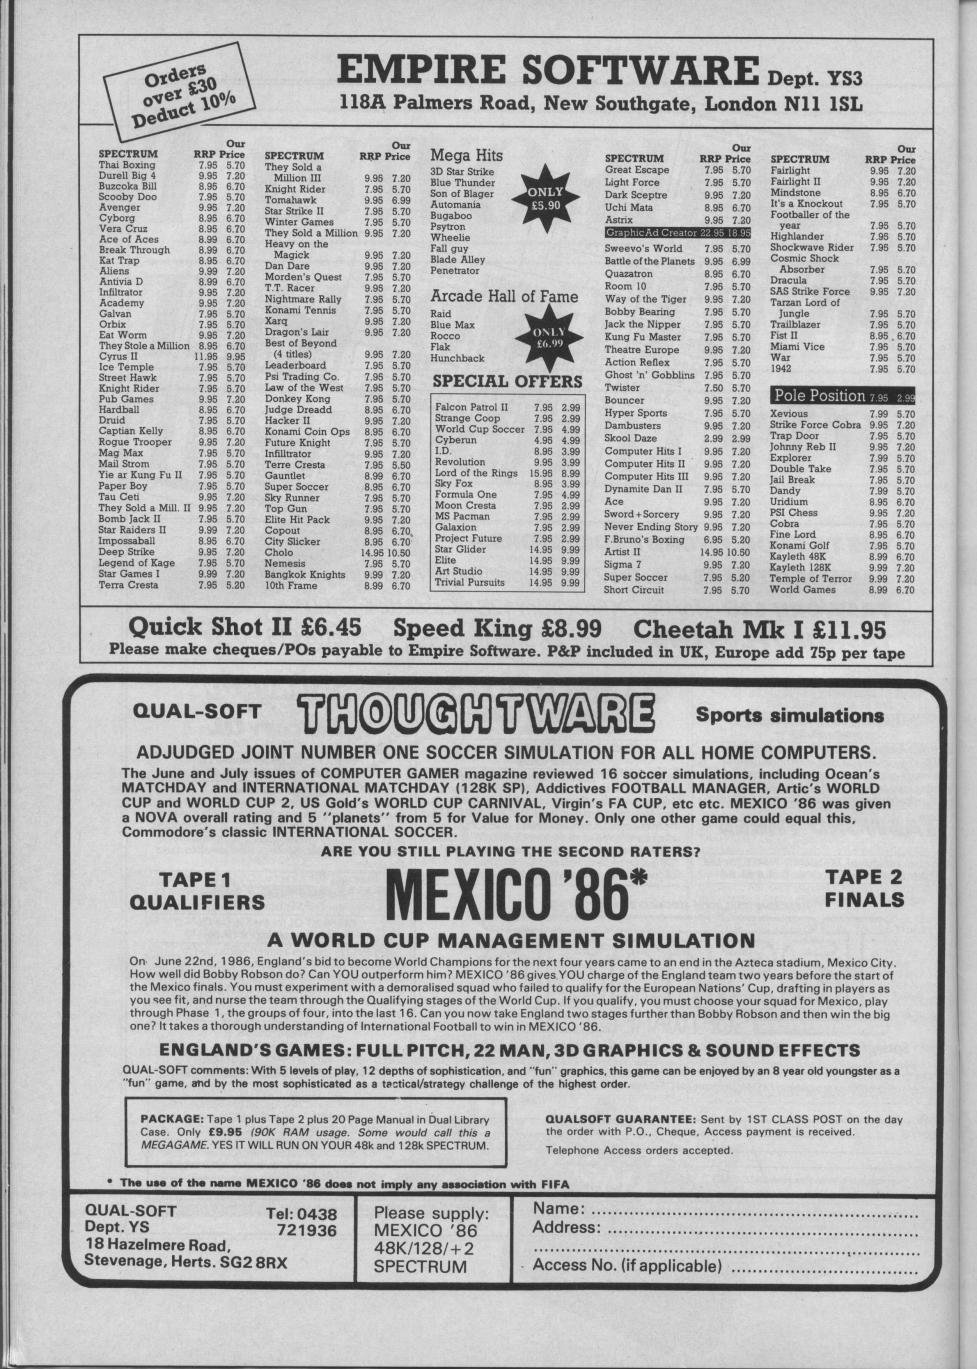 Orders
over £30
Deduct 10%
EMPIRE SOFTWARE Dept. YS3
118A Palmers Road, New Southgate, London N11 1SL
Our
SPECTRUM RRP Price
Thai Boxing 7.95 5.70
Durell Big 4 9.95 7.20
Buzcoka Bill 8.95 6.70
Scooby Doo 7.95 5.70
Avenger 9.95 7.20
Cyborg 8.95 6.70
Vera Cruz 8.95 6.70
Ace of Aces 8.99 6.70
Break Through 8.99 6.70
Kat Trap 8.95 6.70
Aliens 9.99 7.20
Antivia D 8.99 6.70
Infiltrator 9.95 7.20
Academy 9.95 7.20
Galvan 7.95 5.70
Orbix 7.95 5.70
Eat Worm 9.95 7.20
They Stole a Million 8.95 6.70
Cyrus II 11.95 9.95
Ice Temple 7.95 5.70
Street Hawk 7.95 5.70
Knight Rider 7.95 5.70
Pub Games 9.95 7.20
Hardball 8.95 6.70
Druid 7.95 5.70
Captian Kelly 8.95 6.70
Rogue Trooper 9.95 7.20
Mag Max 7.95 5.70
Mail Strom 7.95 5.70
Yie ar Kung Fu II 7.95 5.70
Paper Boy 7.95 5.70
Tau Ceti 9.95 7.20
They Sold a Mill. II 9.95 7.20
Bomb Jack II 7.95 5.70
Star Raiders II 9.99 7.20
Impossaball 8.95 6.70
Deep Strike 9.95 7.20
Legend of Kage 7.95 5.70
Star Games I 9.99 7.20
Terra Cresta 7.95 5.20
Our
SPECTRUM RRP Price
They Sold a
Million III 9.95 7.20
Knight Rider 7.95 5.70
Tomahawk 9.95 6.99
Star Strike II 7.95 5.70
Winter Games 7.95 5.70
They Sold a Million 9.95 7.20
Heavy on the
Magick 9.95 7.20
Dan Dare 9.95 7.20
Morden's Quest 7.95 5.70
T.T. Racer 9.95 7.20
Nightmare Rally 7.95 5.70
Konami Tennis 7.95 5.70
Xarq 9.95 7.20
Dragon's Lair 9.95 7.20
Best of Beyond
(4 titles) 9.95 7.20
Leaderboard 7.95 5.70
Psi Trading Co. 7.95 5.70
Law of the West 7.95 5.70
Donkey Kong 7.95 5.70
Judge Dreadd 8.95 6.70
Hacker II 9.95 7.20
Konami Coin Ops 8.95 6.70
Future Knight 7.95 5.70
Infilltrator 9.95 7.20
Terre Cresta 7.95 5.50
Gauntlet 8.99 6.70
Super Soccer 8.95 6.70
Sky Runner 7.95 5.70
Top Gun 7.95 5.70
Elite Hit Pack 9.95 7.20
Copout 8.95 6.70
City Slicker 8.95 6.70
Cholo 14.95 10.50
Nemesis 7.95 5.70
Bangkok Knights 9.99 7.20
10th Frame 8.99 6.70
Mega Hits
3D Star Strike
Blue Thunder
Son of Blager
Automania
Bugaboo
Psytron
Wheelie
Fall guy
Blade Alley
Penetrator
ONLY
£5.90
Arcade Hall of Fame
Raid
Blue Max
Rocco
Flak
Hunchback
ONLY
£6.99
SPECIAL OFFERS
Falcon Patrol II 7.95 2.99
Strange Coop 7.95 2.99
World Cup Soccer 7.95 4.99
Cyberun 4.95 4.99
I.D. 8.95 3.99
Revolution 9.95 3.99
Lord of the Rings 15.95 8.99
Sky Fox 8.95 3.99
Formula One 7.95 4.99
Moon Cresta 7.95 2.99
MS Pacman 7.95 2.99
Galaxion 7.95 2.99
Project Future 7.95 2.99
Star Glider 14.95 9.99
Elite 14.95 9.99
Art Studio 14.95 9.99
Trivial Pursuits 14.95 9.99
Our
SPECTRUM RRP Price
Great Escape 7.95 5.70
Light Force 7.95 5.70
Dark Sceptre 9.95 7.20
Uchi Mata 8.95 6.70
Astrix 9.95 7.20
Graphic Ad Creator 22.95 18.95
Sweevo's World 7.95 5.70
Battle of the Planets 9.95 6.99
Quazatron 8.95 6.70
Room 10 7.95 5.70
Way of the Tiger 9.95 7.20
Bobby Bearing 7.95 5.70
Jack the Nipper 7.95 5.70
Kung Fu Master 7.95 5.70
Theatre Europe 9.95 7.20
Action Reflex 7.95 5.70
Ghost 'n' Gobblins 7.95 5.70
Twister 7.50 5.70
Bouncer 9.95 7.20
Hyper Sports 7.95 5.70
Dambusters 9.95 7.20
Skool Daze 2.99 2.99
Computer Hits I 9.95 7.20
Computer Hits II 9.95 7.20
Computer Hits III 9.95 7.20
Dynamite Dan II 7.95 5.70
Ace 9.95 7.20
Sword+Sorcery 9.95 7.20
Never Ending Story 9.95 7.20
F.Bruno's Boxing 6.95 5.20
Artist II 14.95 10.50
Sigma 7 9.95 7.20
Super Soccer 7.95 5.20
Short Circuit 7.95 5.70
Our
SPECTRUM RRP Price
Fairlight 9.95 7.20
Fairlight II 9.95 7.20
Mindstone 8.95 6.70
It's a Knockout 7.95 5.70
Footballer of the
year 7.95 5.70
Highlander 7.95 5.70
Shockwave Rider 7.95 5.70
Cosmic Shock
Absorber 7.95 5.70
Dracula 7.95 5.70
SAS Strike Force 9.95 7.20
Tarzan Lord of
Jungle 7.95 5.70
Trailblazer 7.95 5.70
Fist II 8.95 6.70
Miami Vice 7.95 5.70
War 7.95 5.70
1942 7.95 5.70
Pole Position 7.95 2.99
Xevious 7.99 5.70
Strike Force Cobra 9.95 7.20
Trap Door 7.95 5.70
Johnny Reb II 9.95 7.20
Explorer 7.99 5.70
Double Take 7.95 5.70
Jail Break 7.95 5.70
Dandy 7.99 5.70
Uridium 8.95 6.70
PSI Chess 9.95 7.20
Cobra 7.95 5.70
Fine Lord 8.95 6.70
Konami Golf 7.95 5.70
Kayleth 48K 8.99 6.70
Kayleth 128K 9.99 7.20
Temple of Terror 9.99 7.20
World Games 8.99 6.70
Quick Shot II £6.45 Speed King £8.99 Cheetah Mk I £11.95
Please make cheques/POs payable to Empire Software. P&P included in UK, Europe add 75p per tape
QUAL-SOFT THOUGHTWARE Sports simulations
ADJUDGED JOINT NUMBER ONE SOCCER SIMULATION FOR ALL HOME COMPUTERS.
The June and July issues of COMPUTER GAMER magazine reviewed 16 soccer simulations, including Ocean's
MATCHDAY and INTERNATIONAL MATCHDAY (128K SP), Addictives FOOTBALL MANAGER, Artic's WORLD
CUP and WORLD CUP 2, US Gold's WORLD CUP CARNIVAL, Virgin's FA CUP, etc etc. MEXICO '86 was given
a NOVA overall rating and 5 "planets" from 5 for Value for Money. Only one other game could equal this,
Commodore's classic INTERNATIONAL SOCCER.
ARE YOU STILL PLAYING THE SECOND RATERS?
TAPE 1
QUALIFIERS
MEXICO '86*
TAPE 2
FINALS
A WORLD CUP MANAGEMENT SIMULATION
On June 22nd, 1986, England's bid to become World Champions for the next four years came to an end in the Azteca stadium, Mexico City.
How well did Bobby Robson do? Can YOU outperform him? MEXICO '86 gives YOU charge of the England team two years before the start of
the Mexico finals. You must experiment with a demoralised squad who failed to qualify for the European Nations' Cup, drafting in players as
you see fit, and nurse the team through the Qualifying stages of the World Cup. If you qualify, you must choose your squad for Mexico, play
through Phase 1, the groups of four, into the last 16. Can you now take England two stages further than Bobby Robson and then win the big
one? It takes a thorough understanding of International Football to win in MEXICO '86.
ENGLAND'S GAMES: FULL PITCH, 22 MAN, 3D GRAPHICS & SOUND EFFECTS
QUAL-SOFT comments: With 5 levels of play, 12 depths of sophistication, and "fun" graphics, this game can be enjoyed by an 8 year old youngster as a
"fun" game, and by the most sophisticated as a tactical/strategy challenge of the highest order.
PACKAGE: Tape 1 plus Tape 2 plus 20 Page Manual in Dual Library
Case. Only £9.95 (90K RAM usage. Some would call this a
MEGAGAME. YES IT WILL RUN ON YOUR 48k and 128k SPECTRUM.
QUALSOFT GUARANTEE: Sent by 1ST CLASS POST on the day
the order with P.O., Cheque, Access payment is received.
Telephone Access orders accepted.
* The use of the name MEXICO '86 does not imply any association with FIFA
QUAL-SOFT Tel: 0438
Dept. YS 721936
18 Hazelmere Road,
Stevenage, Herts. SG2 8RX
Please supply:
MEXICO '86
48K/128/+2
SPECTRUM
Name: ..........
Address: ..........
..........
Access No. (if applicable) ..........